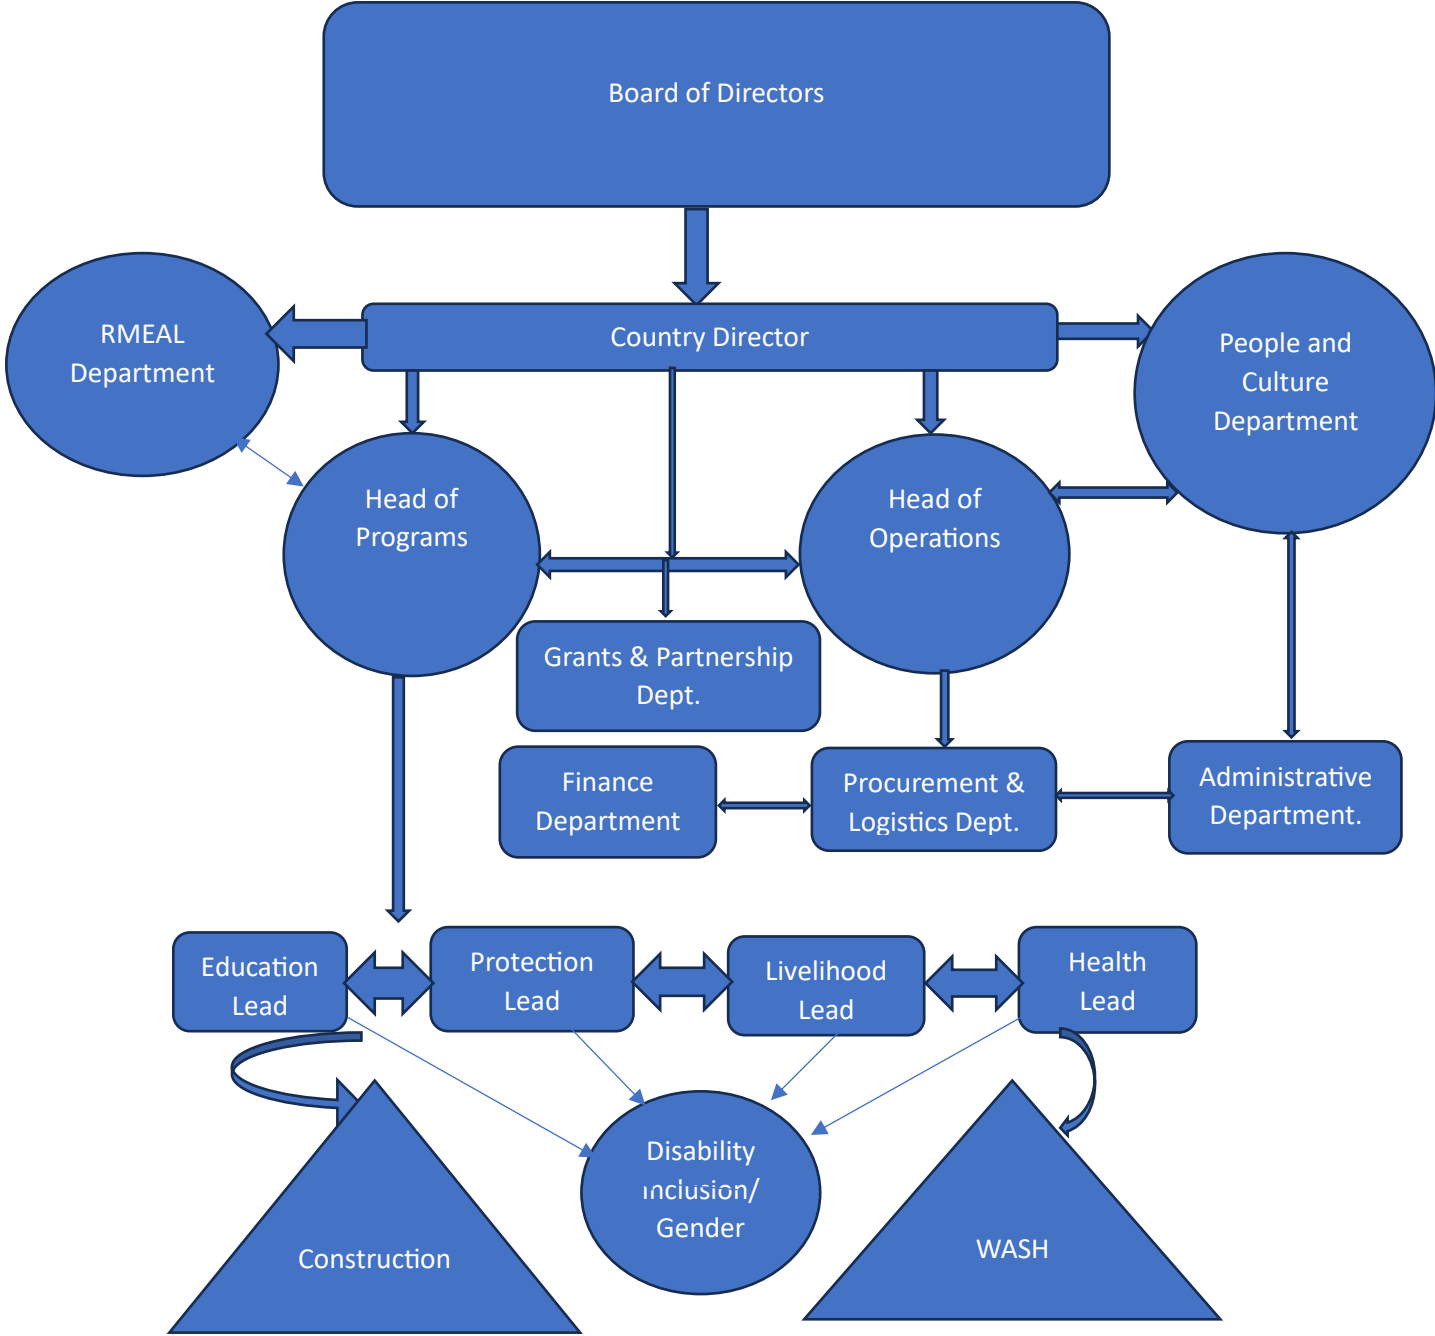 Board of Directors
RMEAL
Department
Country Director
People and
Culture
Department
Head of
Programs
Head of
Operations
Grants & Partnership
Dept.
Finance
Department
Procurement &
Logistics Dept.
Administrative
Department.
Education
Lead
Protection
Lead
Livelihood
Lead
Health
Lead
Disability
Inclusion/
Gender
Construction
WASH